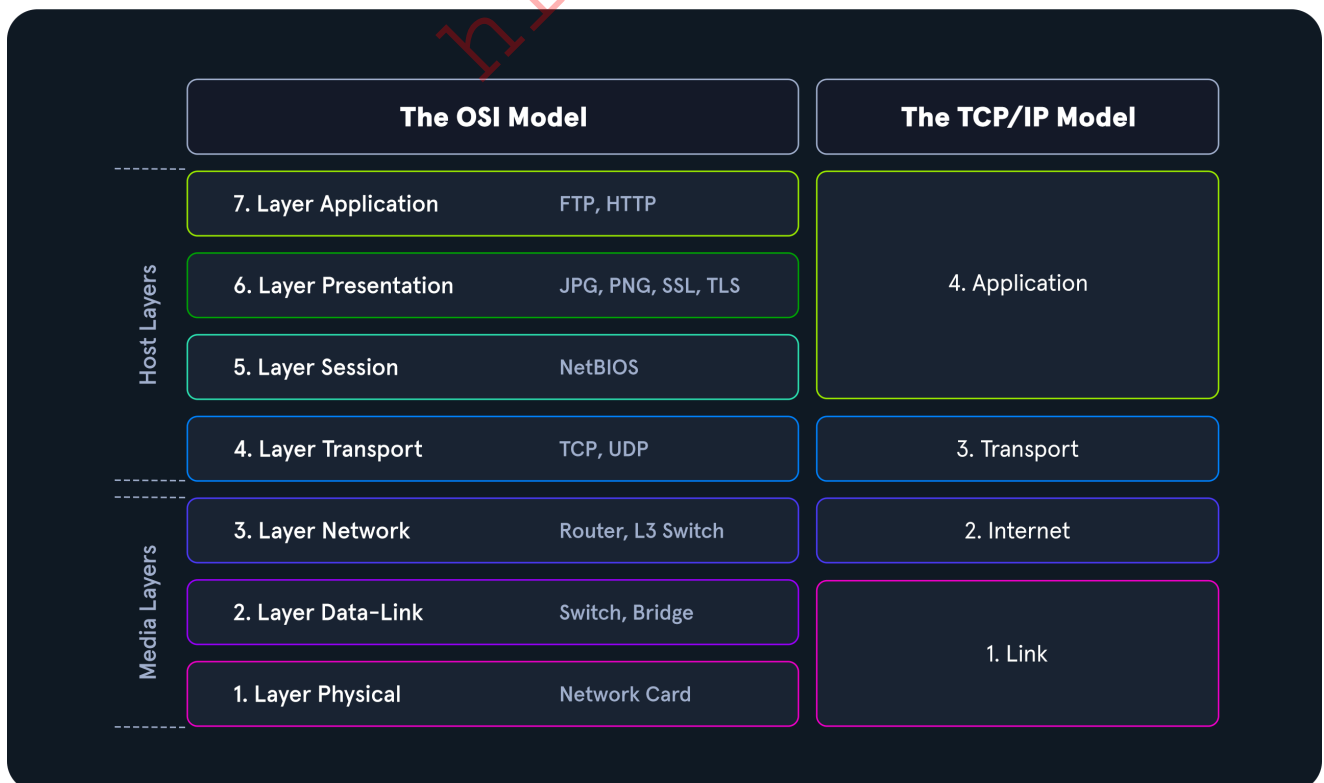 The OSI Model
The TCP/IP Model
7. Layer Application
FTP, HTTP
6. Layer Presentation
JPG, PNG, SSL, TLS
5. Layer Session
NetBIOS
4. Layer Transport
TCP, UDP
3. Layer Network
Router, L3 Switch
2. Layer Data-Link
Switch, Bridge
1. Layer Physical
Network Card
4. Application
3. Transport
2. Internet
1. Link
Host Layers
Media Layers